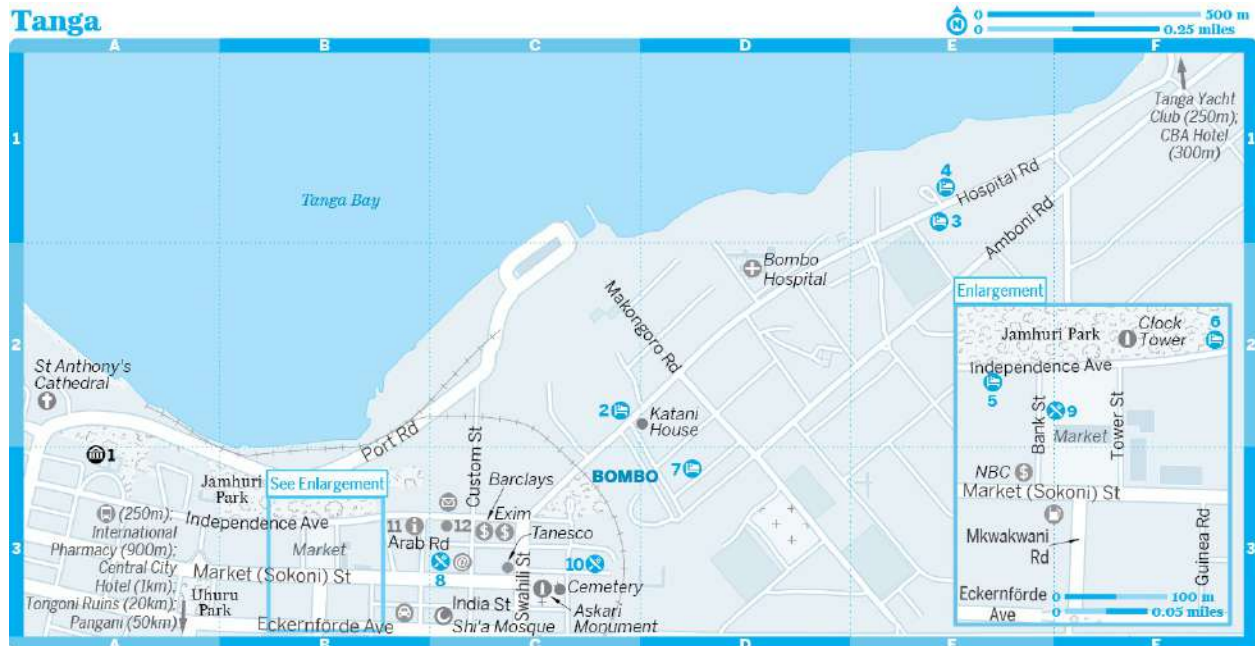 Tanga
N
0 500 m
0 0.25 miles
A B C D E F
1
1
Tanga Yacht
Club (250m);
CBA Hotel
(300m)
Tanga Bay
4
Hospital Rd
3
Amboni Rd
Bombo
Hospital
Makongoro Rd
2
2
St Anthony's
Cathedral
2
Katani
House
Port Rd
Custom St
1
7
BOMBO
Jamhuri
Park
See Enlargement
Barclays
Exim
Tanesco
Independence Ave
11
12
Arab Rd
(250m);
International
Pharmacy (900m);
Central City
Hotel (1km);
Tongoni Ruins (20km);
Pangani (50km)
Market
8
@
10
Market (Sokoni) St
Swahili St
Cemetery
Uhuru
Park
India St
Shi'a Mosque
Askari
Monument
Eckernförde Ave
3
3
Enlargement
Jamhuri Park
Clock
Tower
6
Independence Ave
5
Bank St
9
Tower St
Market
NBC
$
Market (Sokoni) St
Mkwakwani
Rd
Guinea Rd
Eckernförde
Ave
0 100 m
0 0.05 miles
A B C D E F